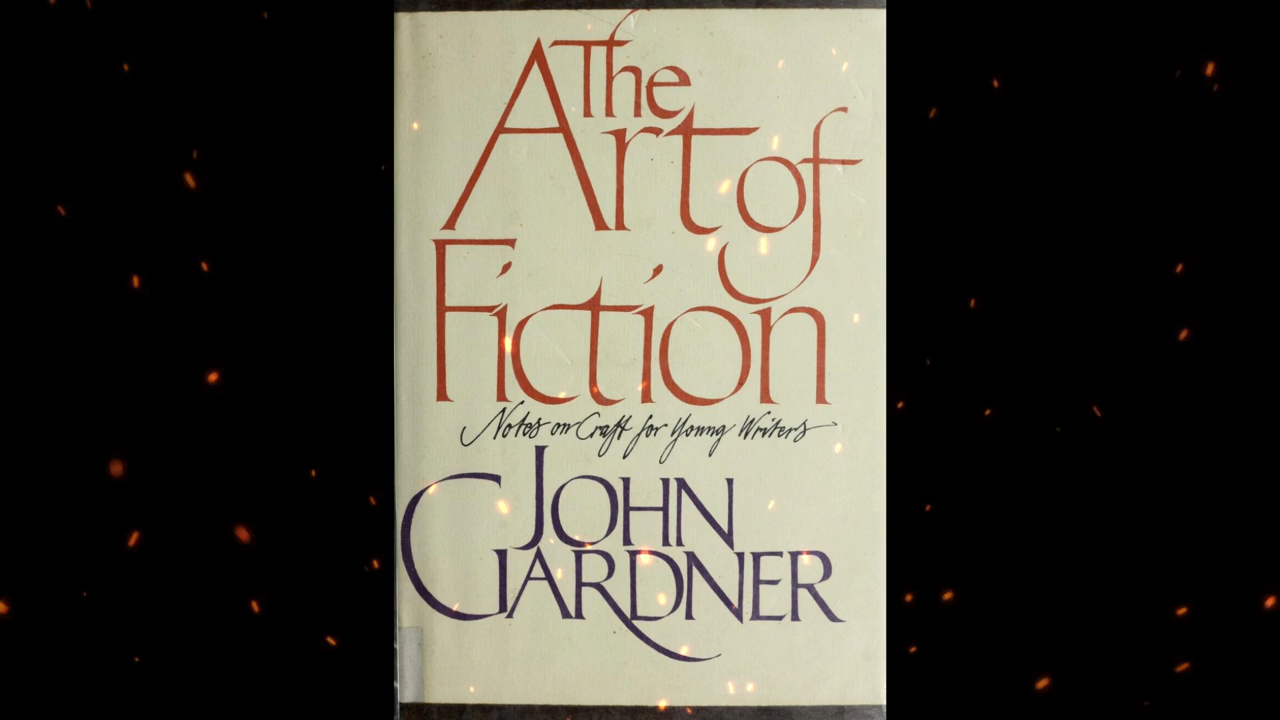 The
Art of
Fiction
Notes on Craft for Young Writers
JOHN
GARDNER